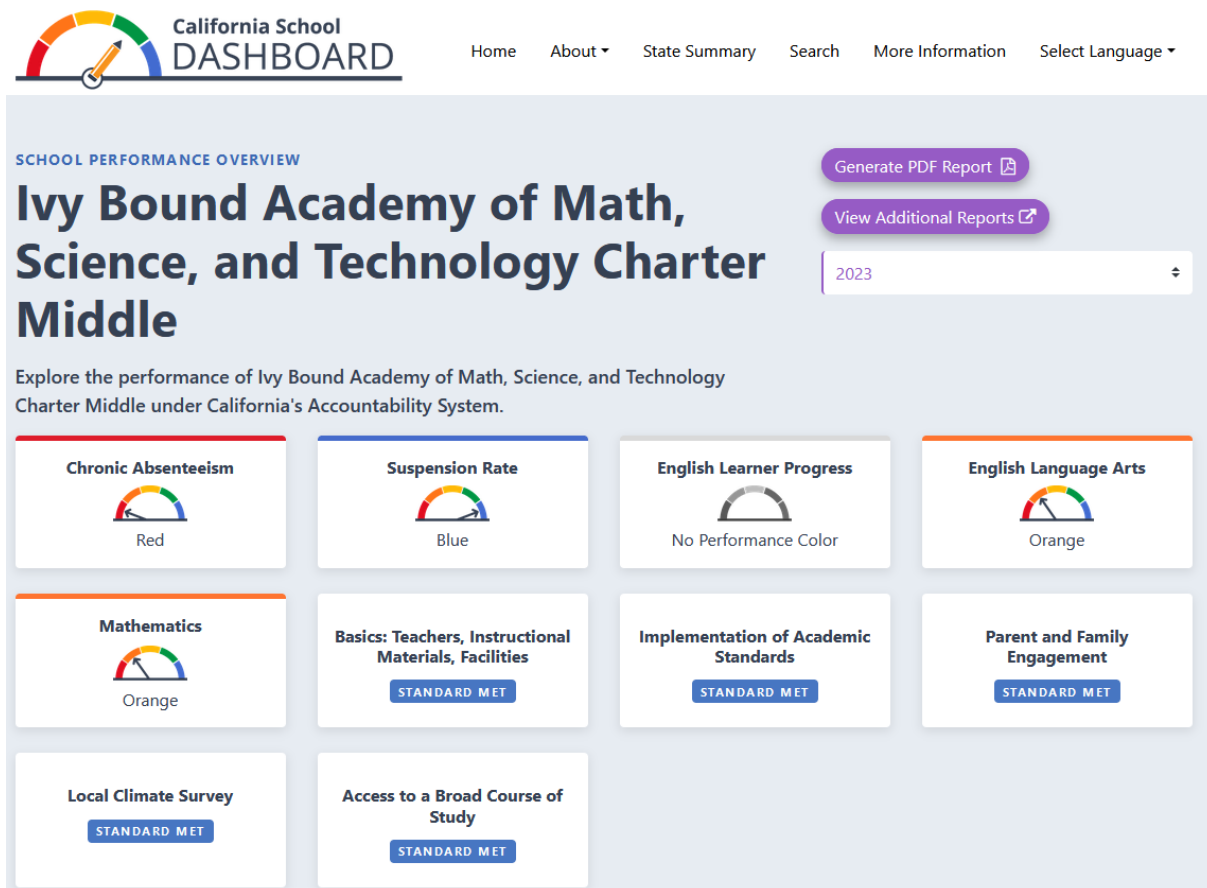 California School
DASHBOARD
Home About State Summary Search More Information Select Language
SCHOOL PERFORMANCE OVERVIEW
Ivy Bound Academy of Math,
Science, and Technology Charter
Middle
Generate PDF Report
View Additional Reports
2023
Explore the performance of Ivy Bound Academy of Math, Science, and Technology
Charter Middle under California's Accountability System.
Chronic Absenteeism
Red
Suspension Rate
Blue
English Learner Progress
No Performance Color
English Language Arts
Orange
Mathematics
Orange
Basics: Teachers, Instructional
Materials, Facilities
STANDARD MET
Implementation of Academic
Standards
STANDARD MET
Parent and Family
Engagement
STANDARD MET
Local Climate Survey
STANDARD MET
Access to a Broad Course of
Study
STANDARD MET